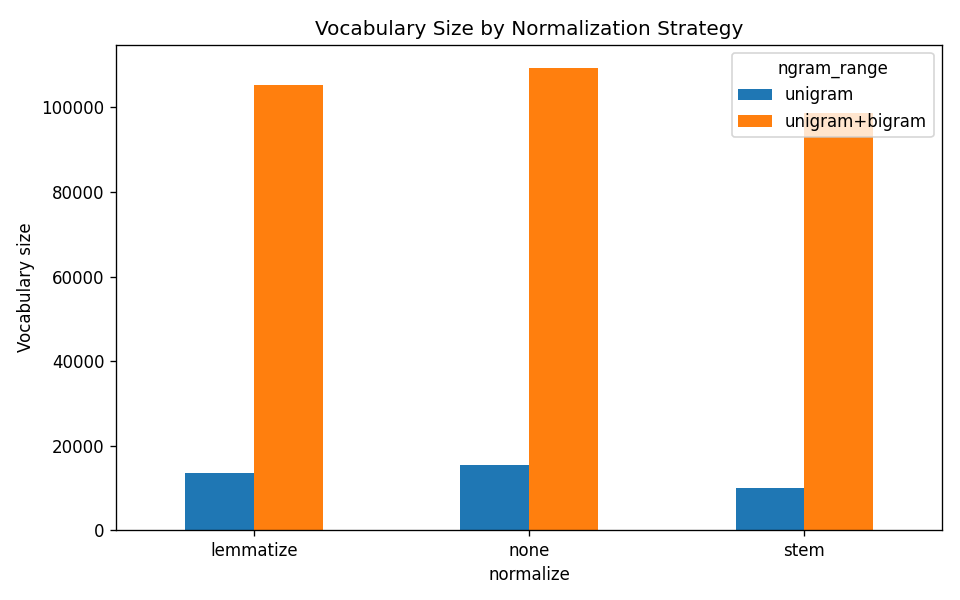 Vocabulary Size by Normalization Strategy
ngram_range
unigram
unigram+bigram
Vocabulary size
100000
80000
60000
40000
20000
0
lemmatize
none
stem
normalize